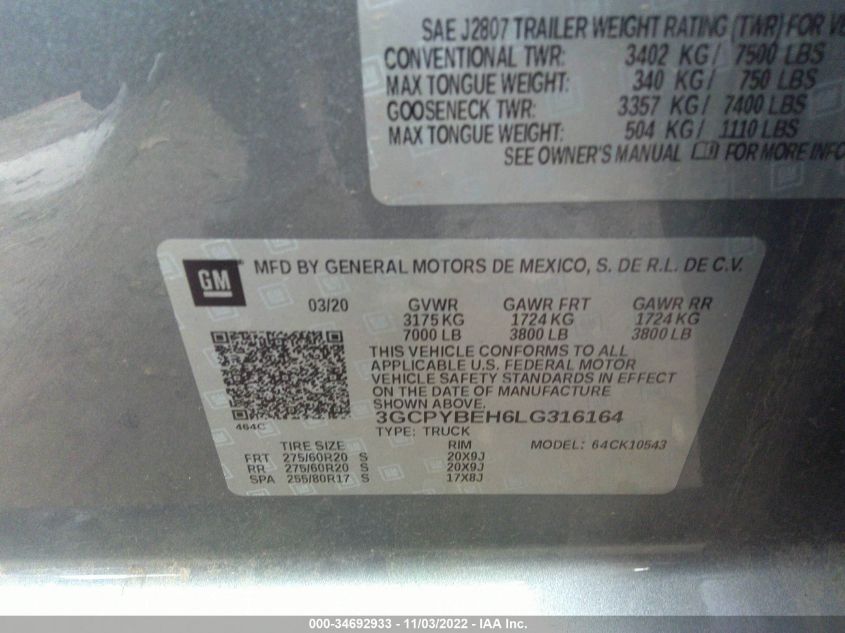 SAE J2807 TRAILER WEIGHT RATING (TWR) FOR
CONVENTIONAL TWR: 3402 KG/ 7500 LBS
MAX TONGUE WEIGHT: 340 KG/ 750 LBS
GOOSENECK TWR: 3357 KG/ 7400 LBS
MAX TONGUE WEIGHT: 504 KG/ 1110 LBS
SEE OWNER'S MANUAL FOR MORE INFO
GM MFD BY GENERAL MOTORS DE MEXICO, S. DE R.L. DE C.V.
03/20 GVWR GAWR FRT GAWR RR
3175 KG 1724 KG 1724 KG
7000 LB 3800 LB 3800 LB
THIS VEHICLE CONFORMS TO ALL
APPLICABLE U.S. FEDERAL MOTOR
VEHICLE SAFETY STANDARDS IN EFFECT
ON THE DATE OF MANUFACTURE
SHOWN ABOVE.
3GCPYBEH6LG316164
464C TYPE: TRUCK
TIRE SIZE RIM MODEL: 64CK10543
FRT 275/60R20 S 20X9J
RR 275/60R20 S 20X9J
SPA 255/80R17 S 17X8J
000-34692933 - 11/03/2022 - IAA Inc.